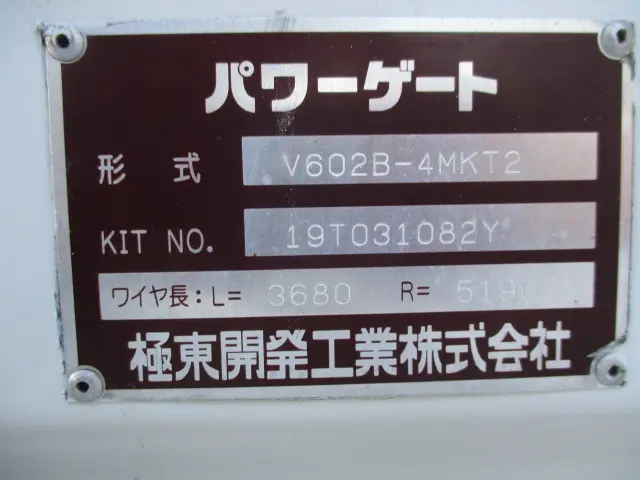 パワーゲート
形式 V602B-4MKT2
KIT NO. 19T031082Y
ワイヤ長:L= 3680 R= 5190
極東開発工業株式会社